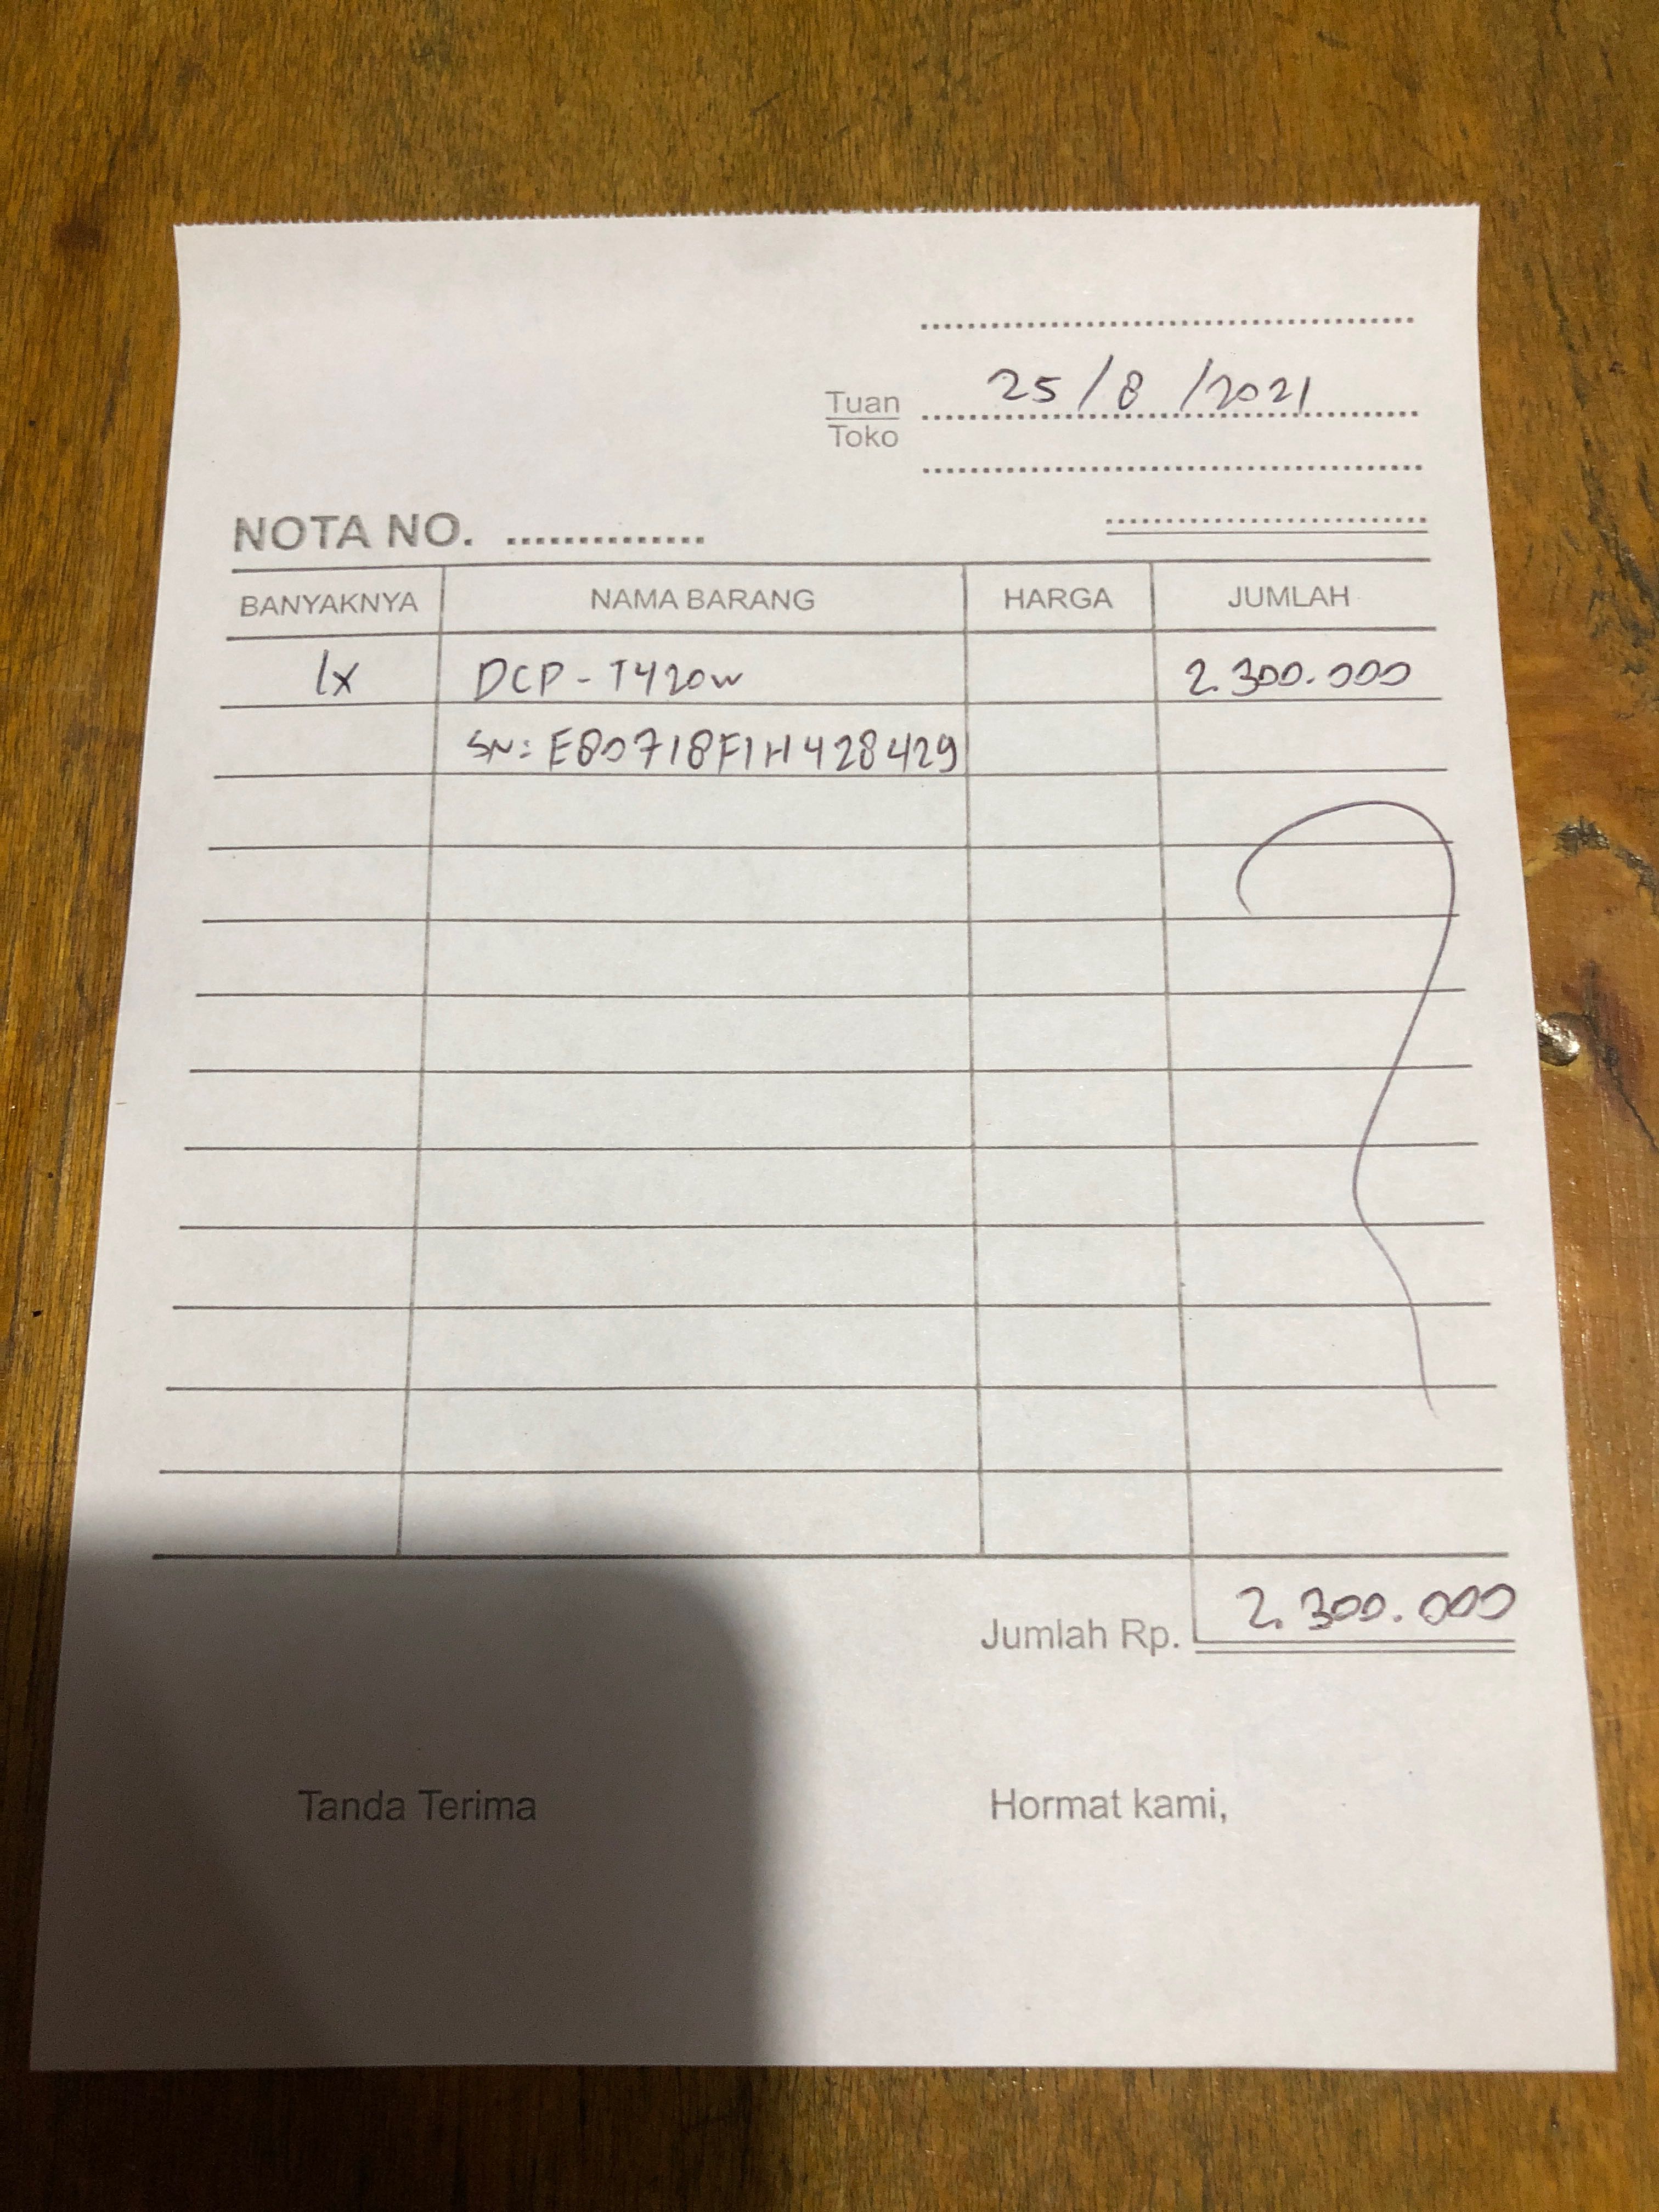 25/8/2021
Tuan
Toko
NOTA NO. ..............
BANYAKNYA NAMA BARANG HARGA JUMLAH
1x DCP-T420w 2.300.000
SN: E80718F1H428429
Jumlah Rp. 2.300.000
Tanda Terima Hormat kami,